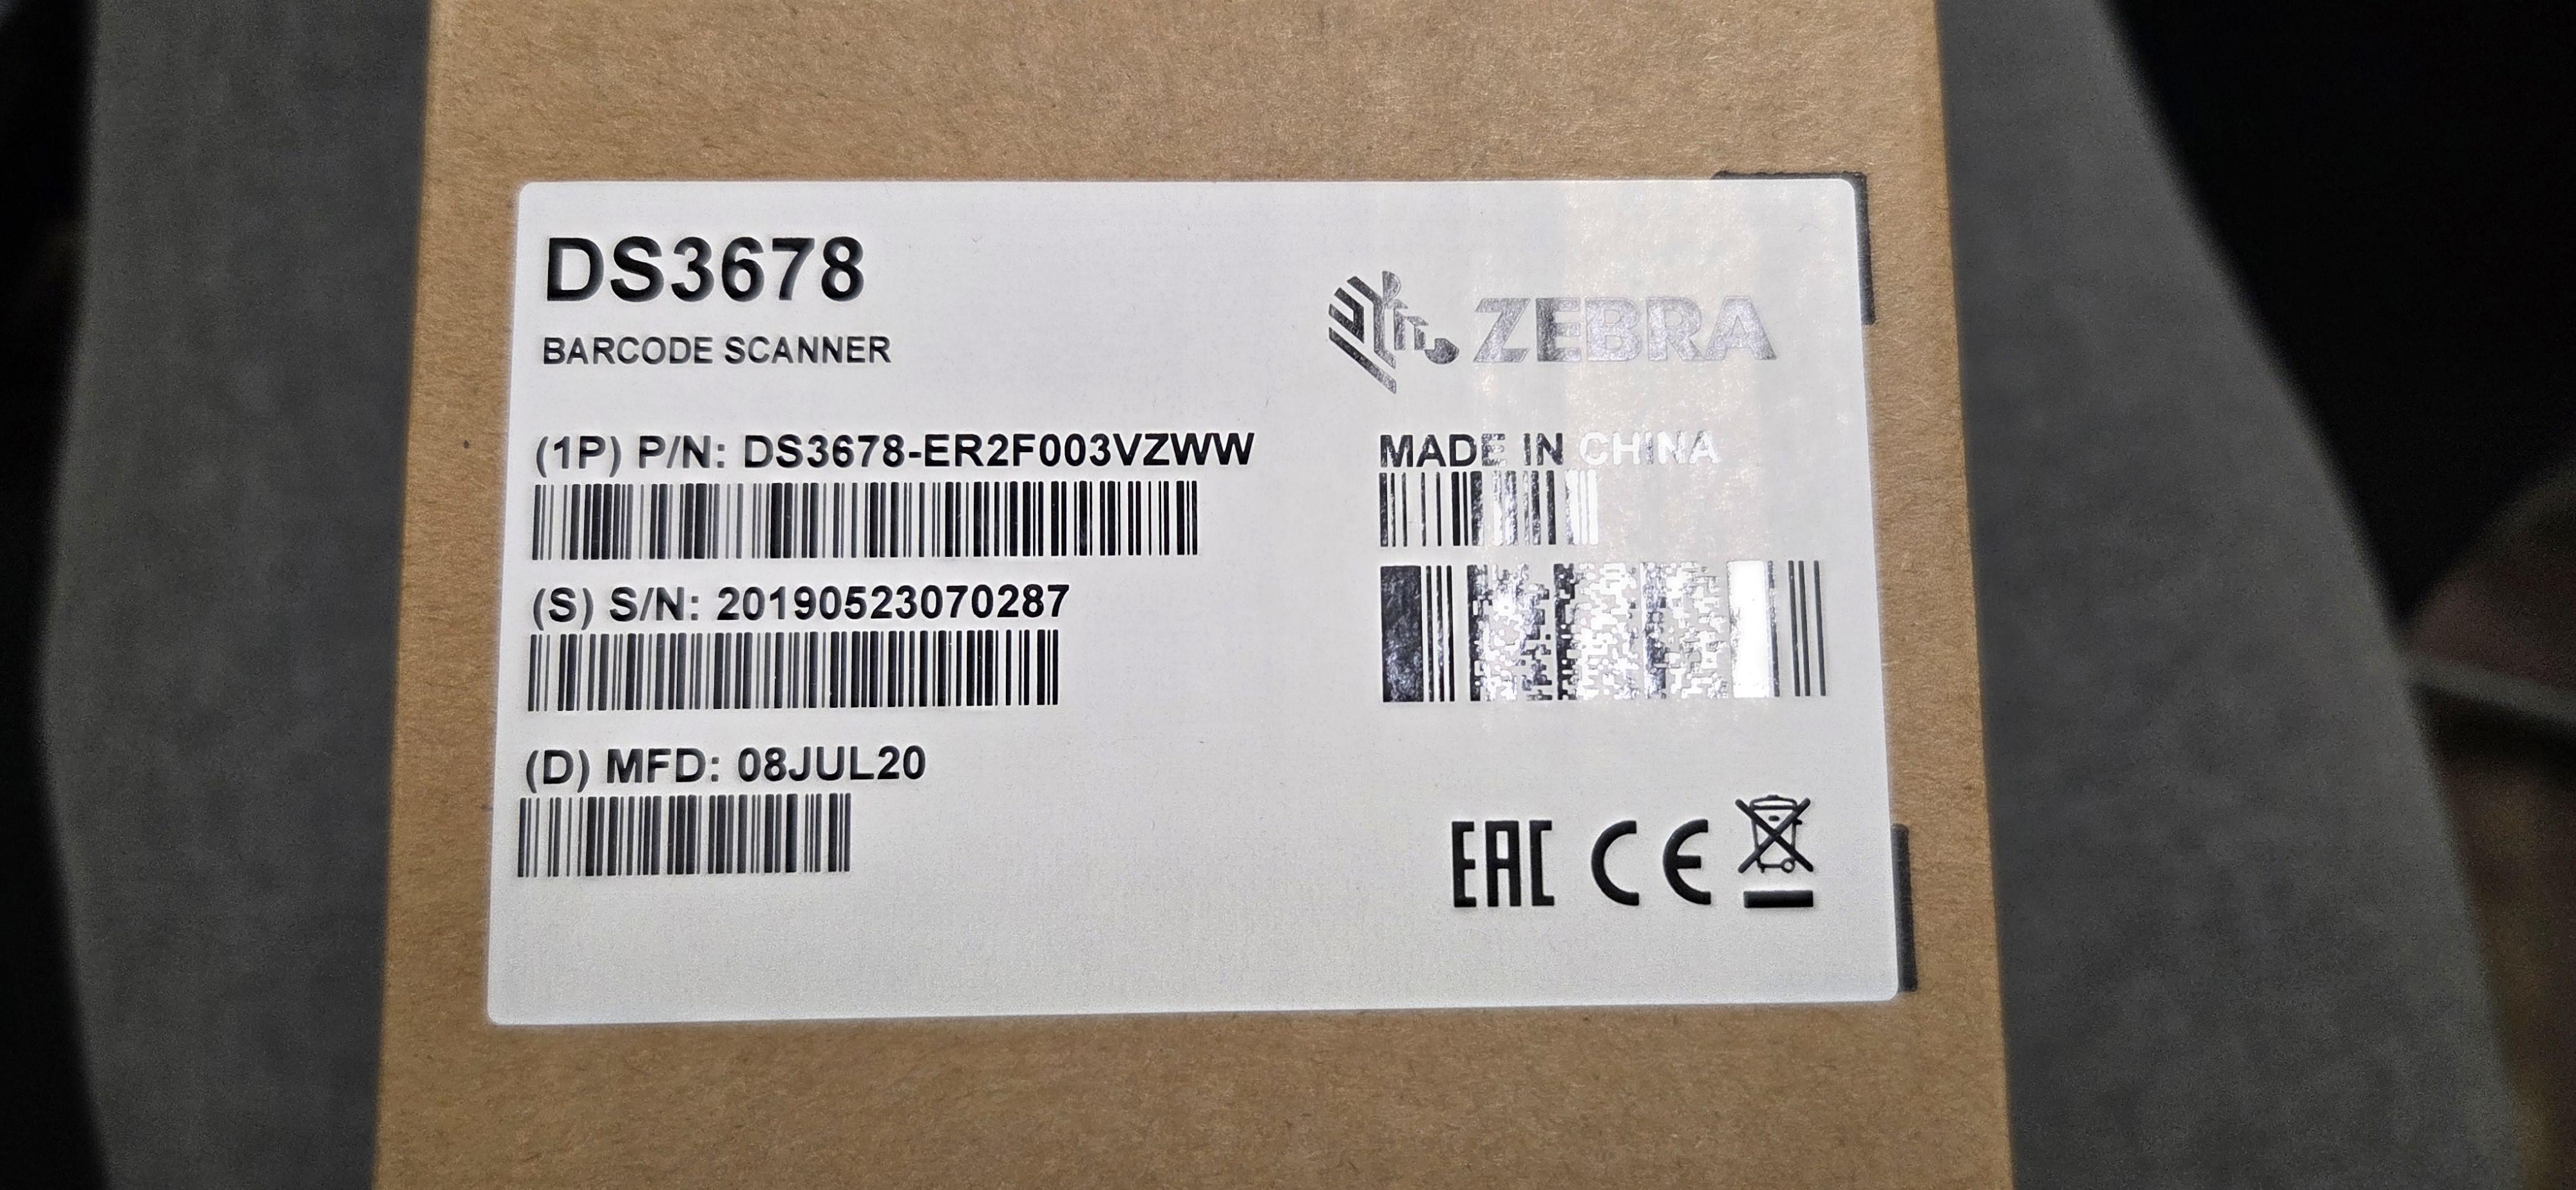 DS3678
BARCODE SCANNER
ZEBRA
(1P) P/N: DS3678-ER2F003VZWW
MADE IN CHINA
(S) S/N: 20190523070287
(D) MFD: 08JUL20
EAC CE